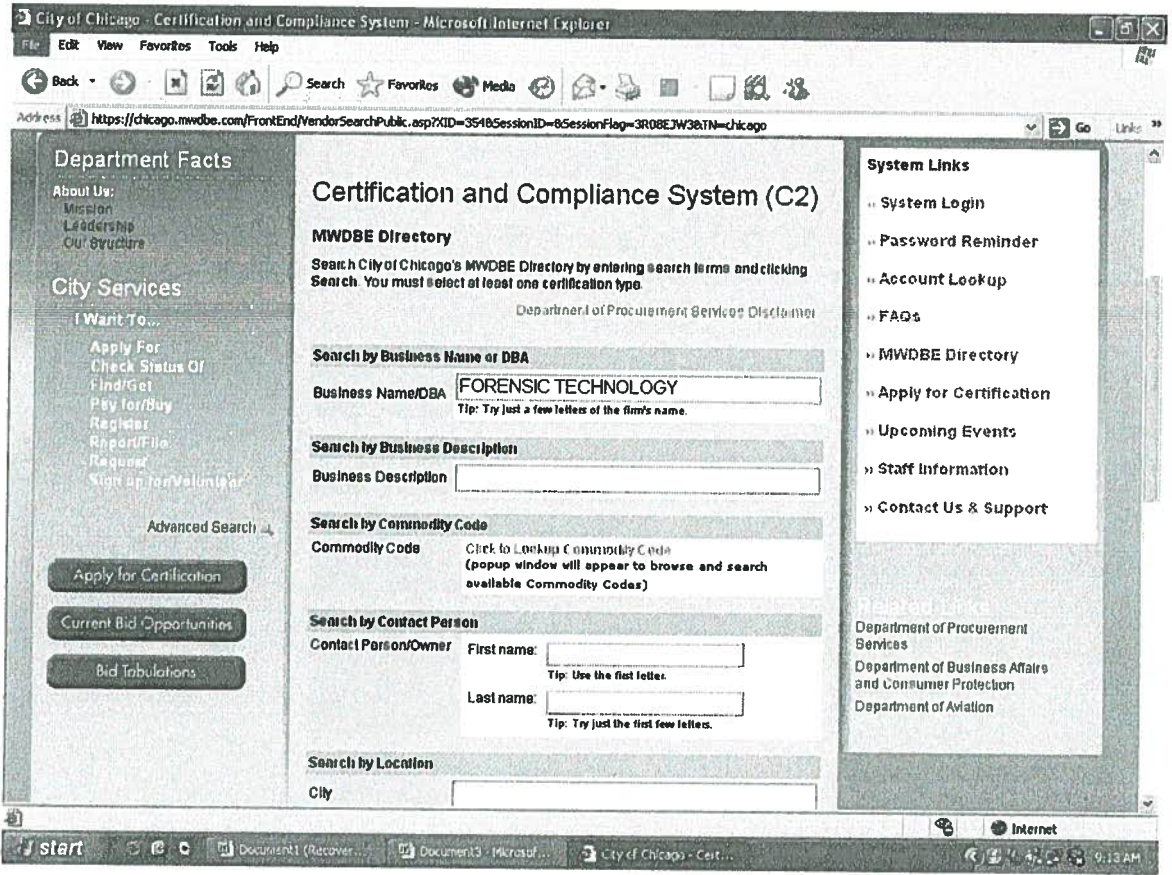 City of Chicago - Certification and Compliance System - Microsoft Internet Explorer
File Edit View Favorites Tools Help
Back Search Favorites Media
Address https://chicago.mwdbe.com/FrontEnd/VendorSearchPublic.asp?XID=354&SessionID=&SessionFlag=3R08EJW3&TN=chicago Go Links »
Department Facts
About Us:
Mission
Leadership
Our Structure
City Services
I Want To...
Apply For
Check Status Of
Find/Get
Pay for/Buy
Register
Report/File
Request
Sign up for/Volunteer
Advanced Search
Apply for Certification
Current Bid Opportunities
Bid Tabulations
Certification and Compliance System (C2)
MWDBE Directory
Search City of Chicago's MWDBE Directory by entering search terms and clicking
Search. You must select at least one certification type.
Department of Procurement Services Disclaimer
Search by Business Name or DBA
Business Name/DBA FORENSIC TECHNOLOGY
Tip: Try just a few letters of the firm's name.
Search by Business Description
Business Description
Search by Commodity Code
Commodity Code Click to Lookup Commodity Code
(popup window will appear to browse and search
available Commodity Codes)
Search by Contact Person
Contact Person/Owner First name:
Tip: Use the first letter.
Last name:
Tip: Try just the first few letters.
Search by Location
City
System Links
» System Login
» Password Reminder
» Account Lookup
» FAQs
» MWDBE Directory
» Apply for Certification
» Upcoming Events
» Staff Information
» Contact Us & Support
Related Links
Department of Procurement
Services
Department of Business Affairs
and Consumer Protection
Department of Aviation
Internet
start Document1 (Recover... Document3 - Microsof... City of Chicago - Cert... 9:13 AM